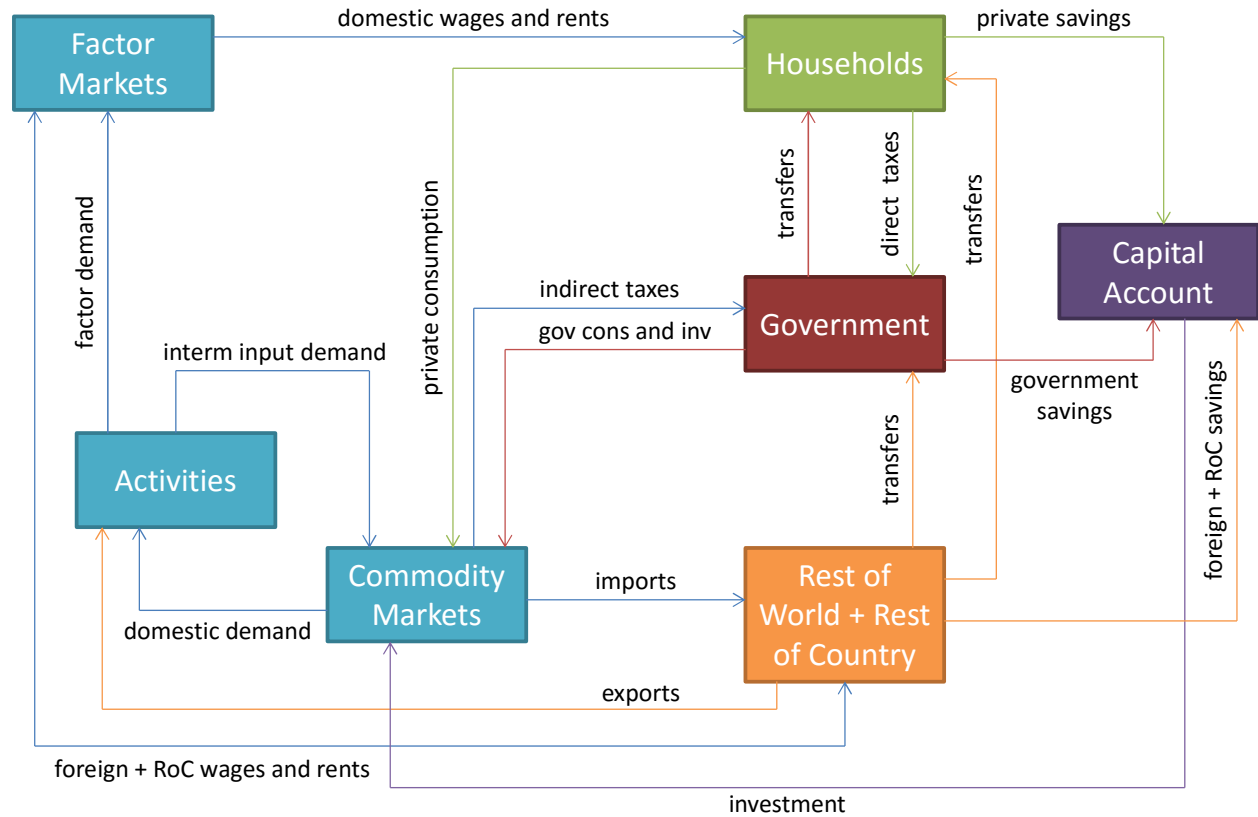 domestic wages and rents
private savings
Factor
Markets
Households
factor demand
private consumption
transfers
direct taxes
transfers
Capital
Account
indirect taxes
Government
gov cons and inv
interm input demand
government
savings
foreign + RoC savings
Activities
transfers
Commodity
Markets
imports
Rest of
World + Rest
of Country
domestic demand
exports
foreign + RoC wages and rents
investment